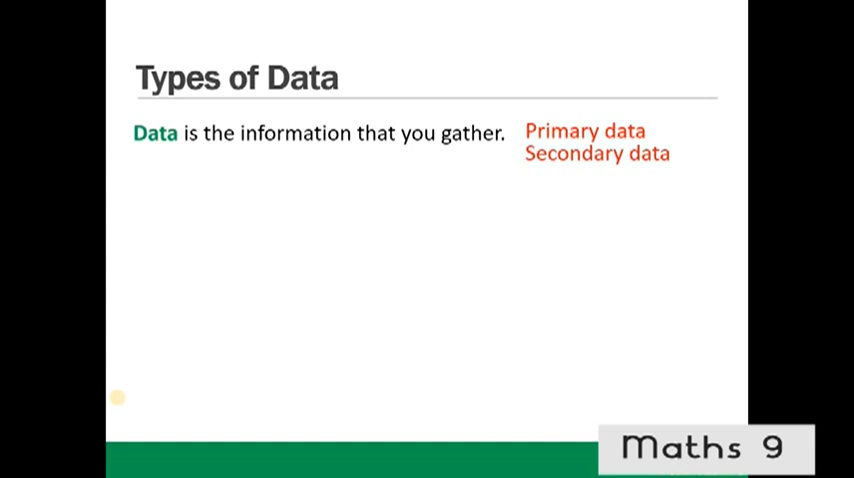 Types of Data
Data is the information that you gather.
Primary data
Secondary data
Maths 9